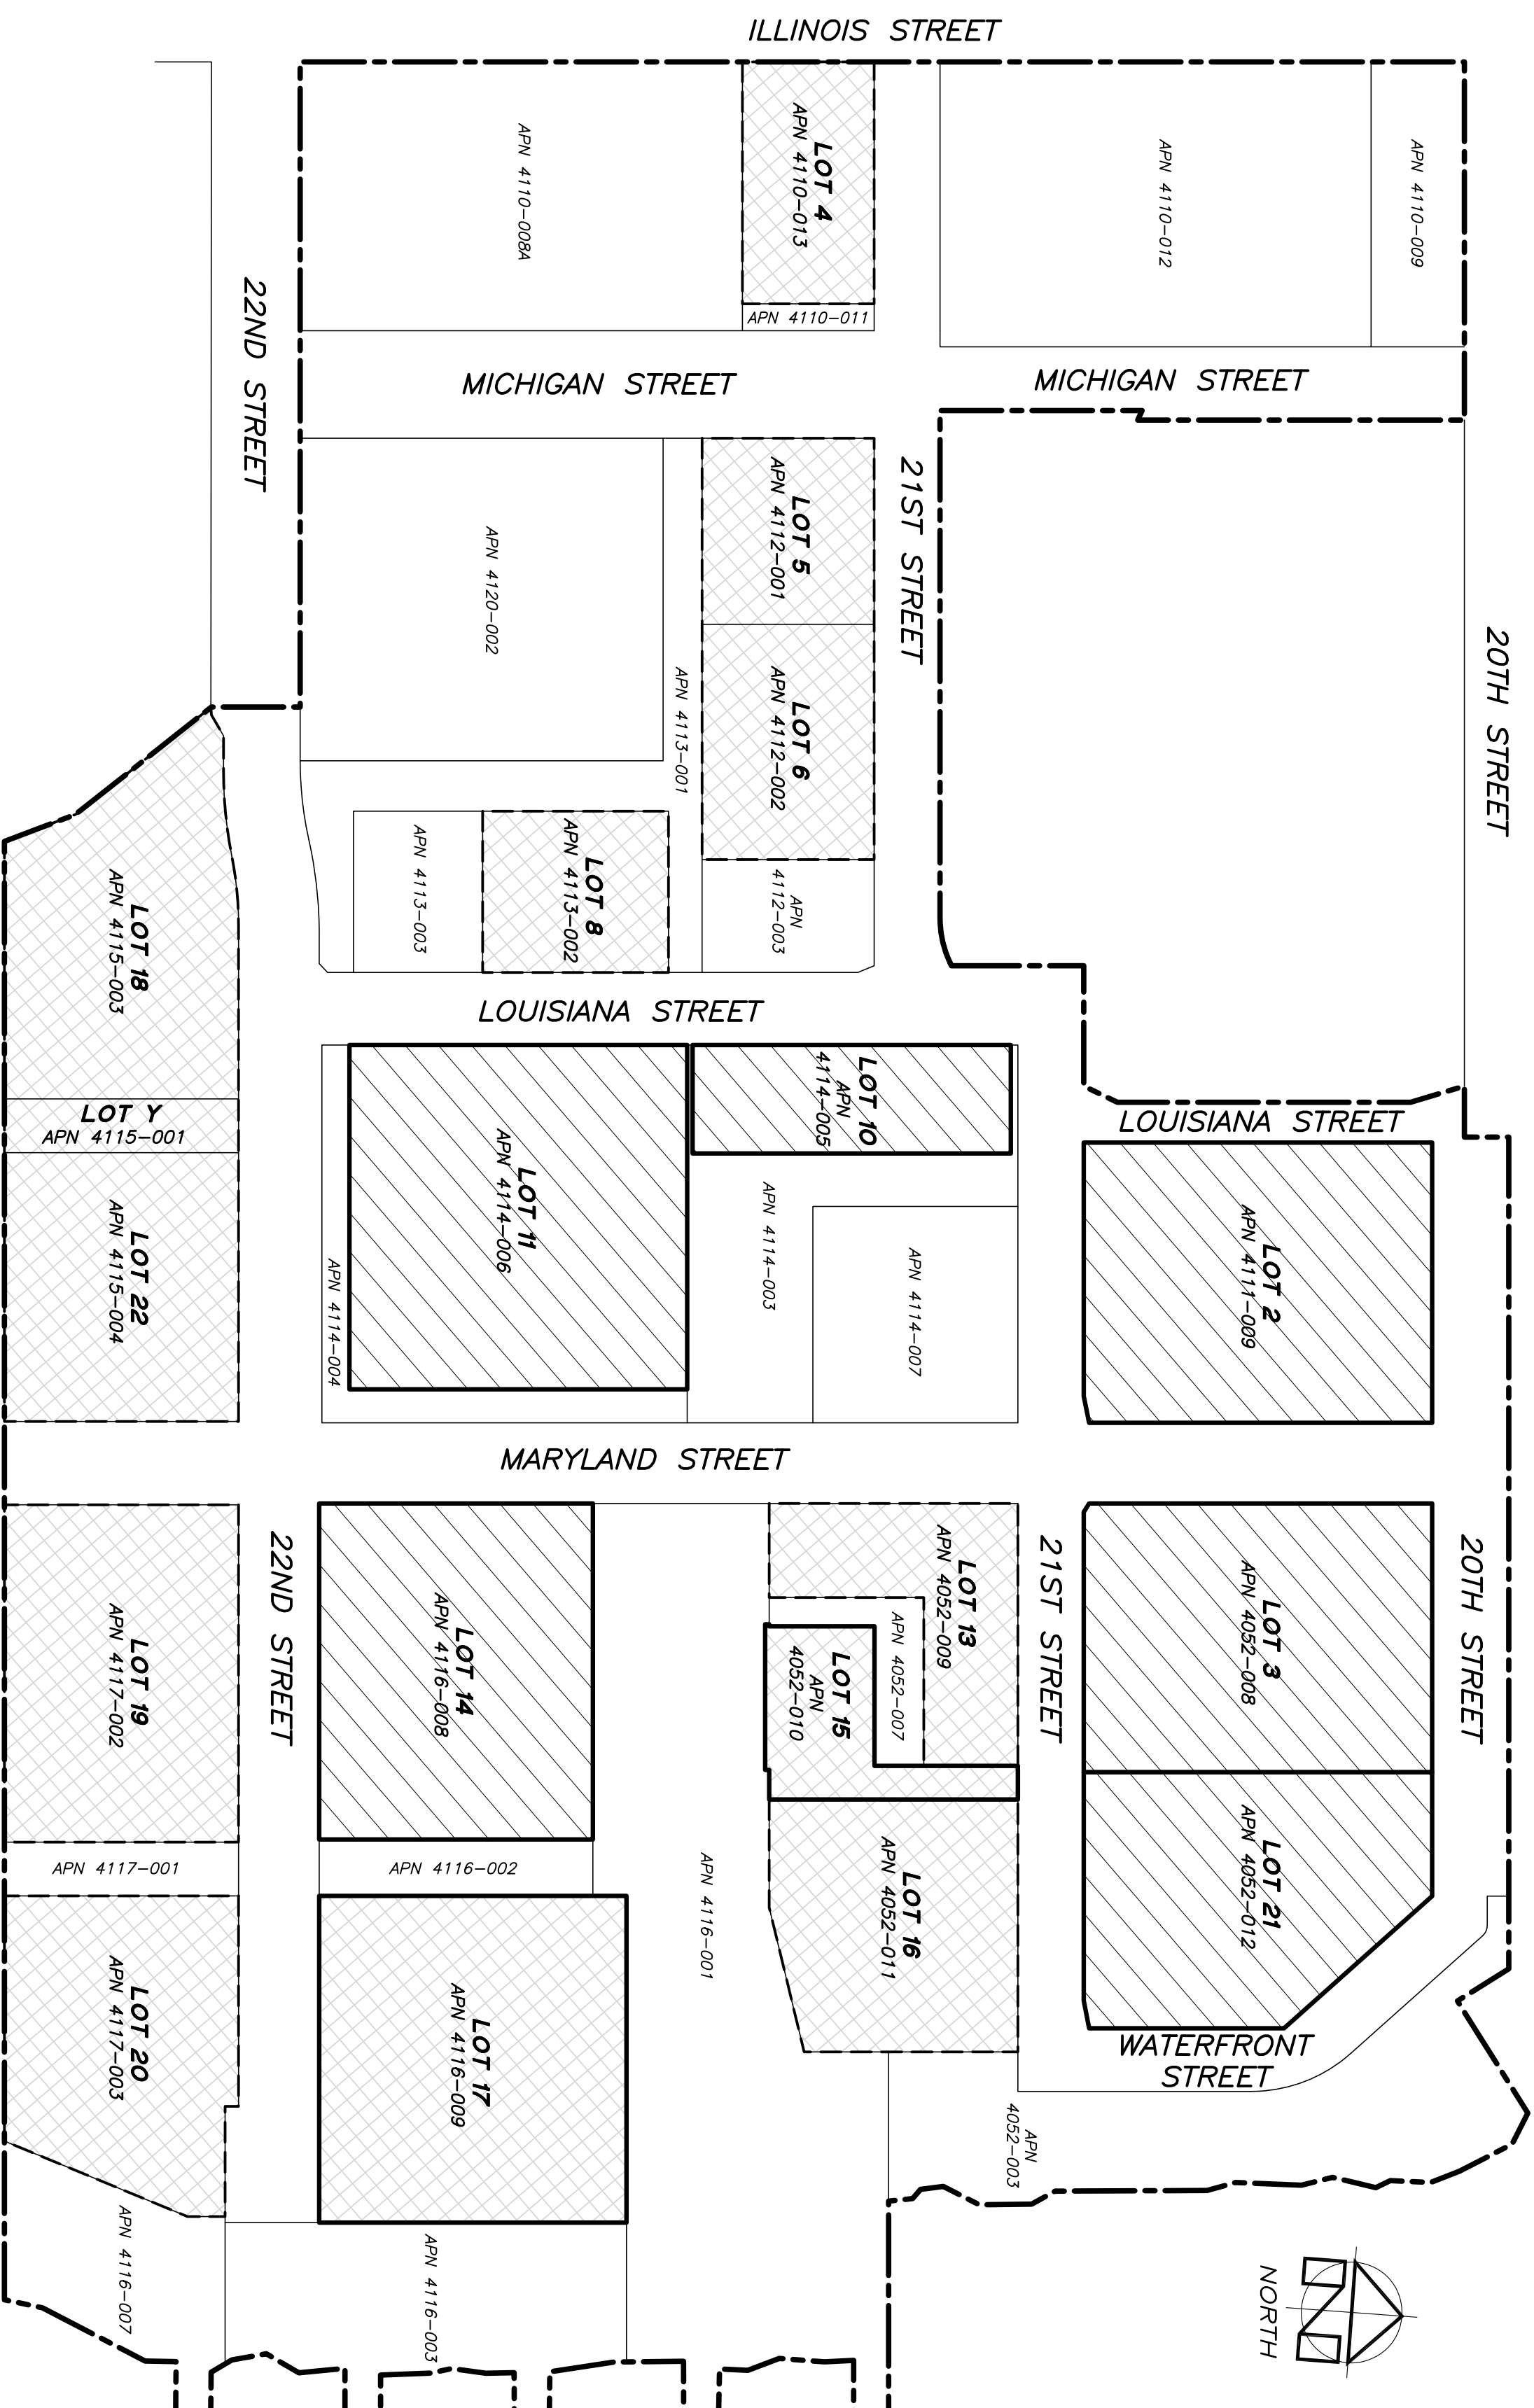 ILLINOIS STREET
APN 4110-008A
LOT 4
APN 4110-013
APN 4110-011
APN 4110-012
APN 4110-009
22ND STREET
MICHIGAN STREET
MICHIGAN STREET
21ST STREET
20TH STREET
APN 4120-002
LOT 5
APN 4112-001
LOT 6
APN 4112-002
APN 4113-001
APN 4113-003
LOT 8
APN 4113-002
APN
4112-003
LOT 18
APN 4115-003
LOUISIANA STREET
LOT Y
APN 4115-001
LOT 10
APN
4114-005
LOUISIANA STREET
LOT 11
APN 4114-006
LOT 22
APN 4115-004
APN 4114-004
APN 4114-003
APN 4114-007
LOT 2
APN 4111-009
MARYLAND STREET
22ND STREET
21ST STREET
20TH STREET
LOT 19
APN 4117-002
LOT 14
APN 4116-008
LOT 13
APN 4052-009
APN 4052-007
LOT 15
APN
4052-010
LOT 3
APN 4052-008
APN 4117-001
APN 4116-002
APN 4116-001
LOT 16
APN 4052-011
LOT 21
APN 4052-012
LOT 20
APN 4117-003
LOT 17
APN 4116-009
WATERFRONT
STREET
APN
4052-003
APN 4116-007
APN 4116-003
NORTH